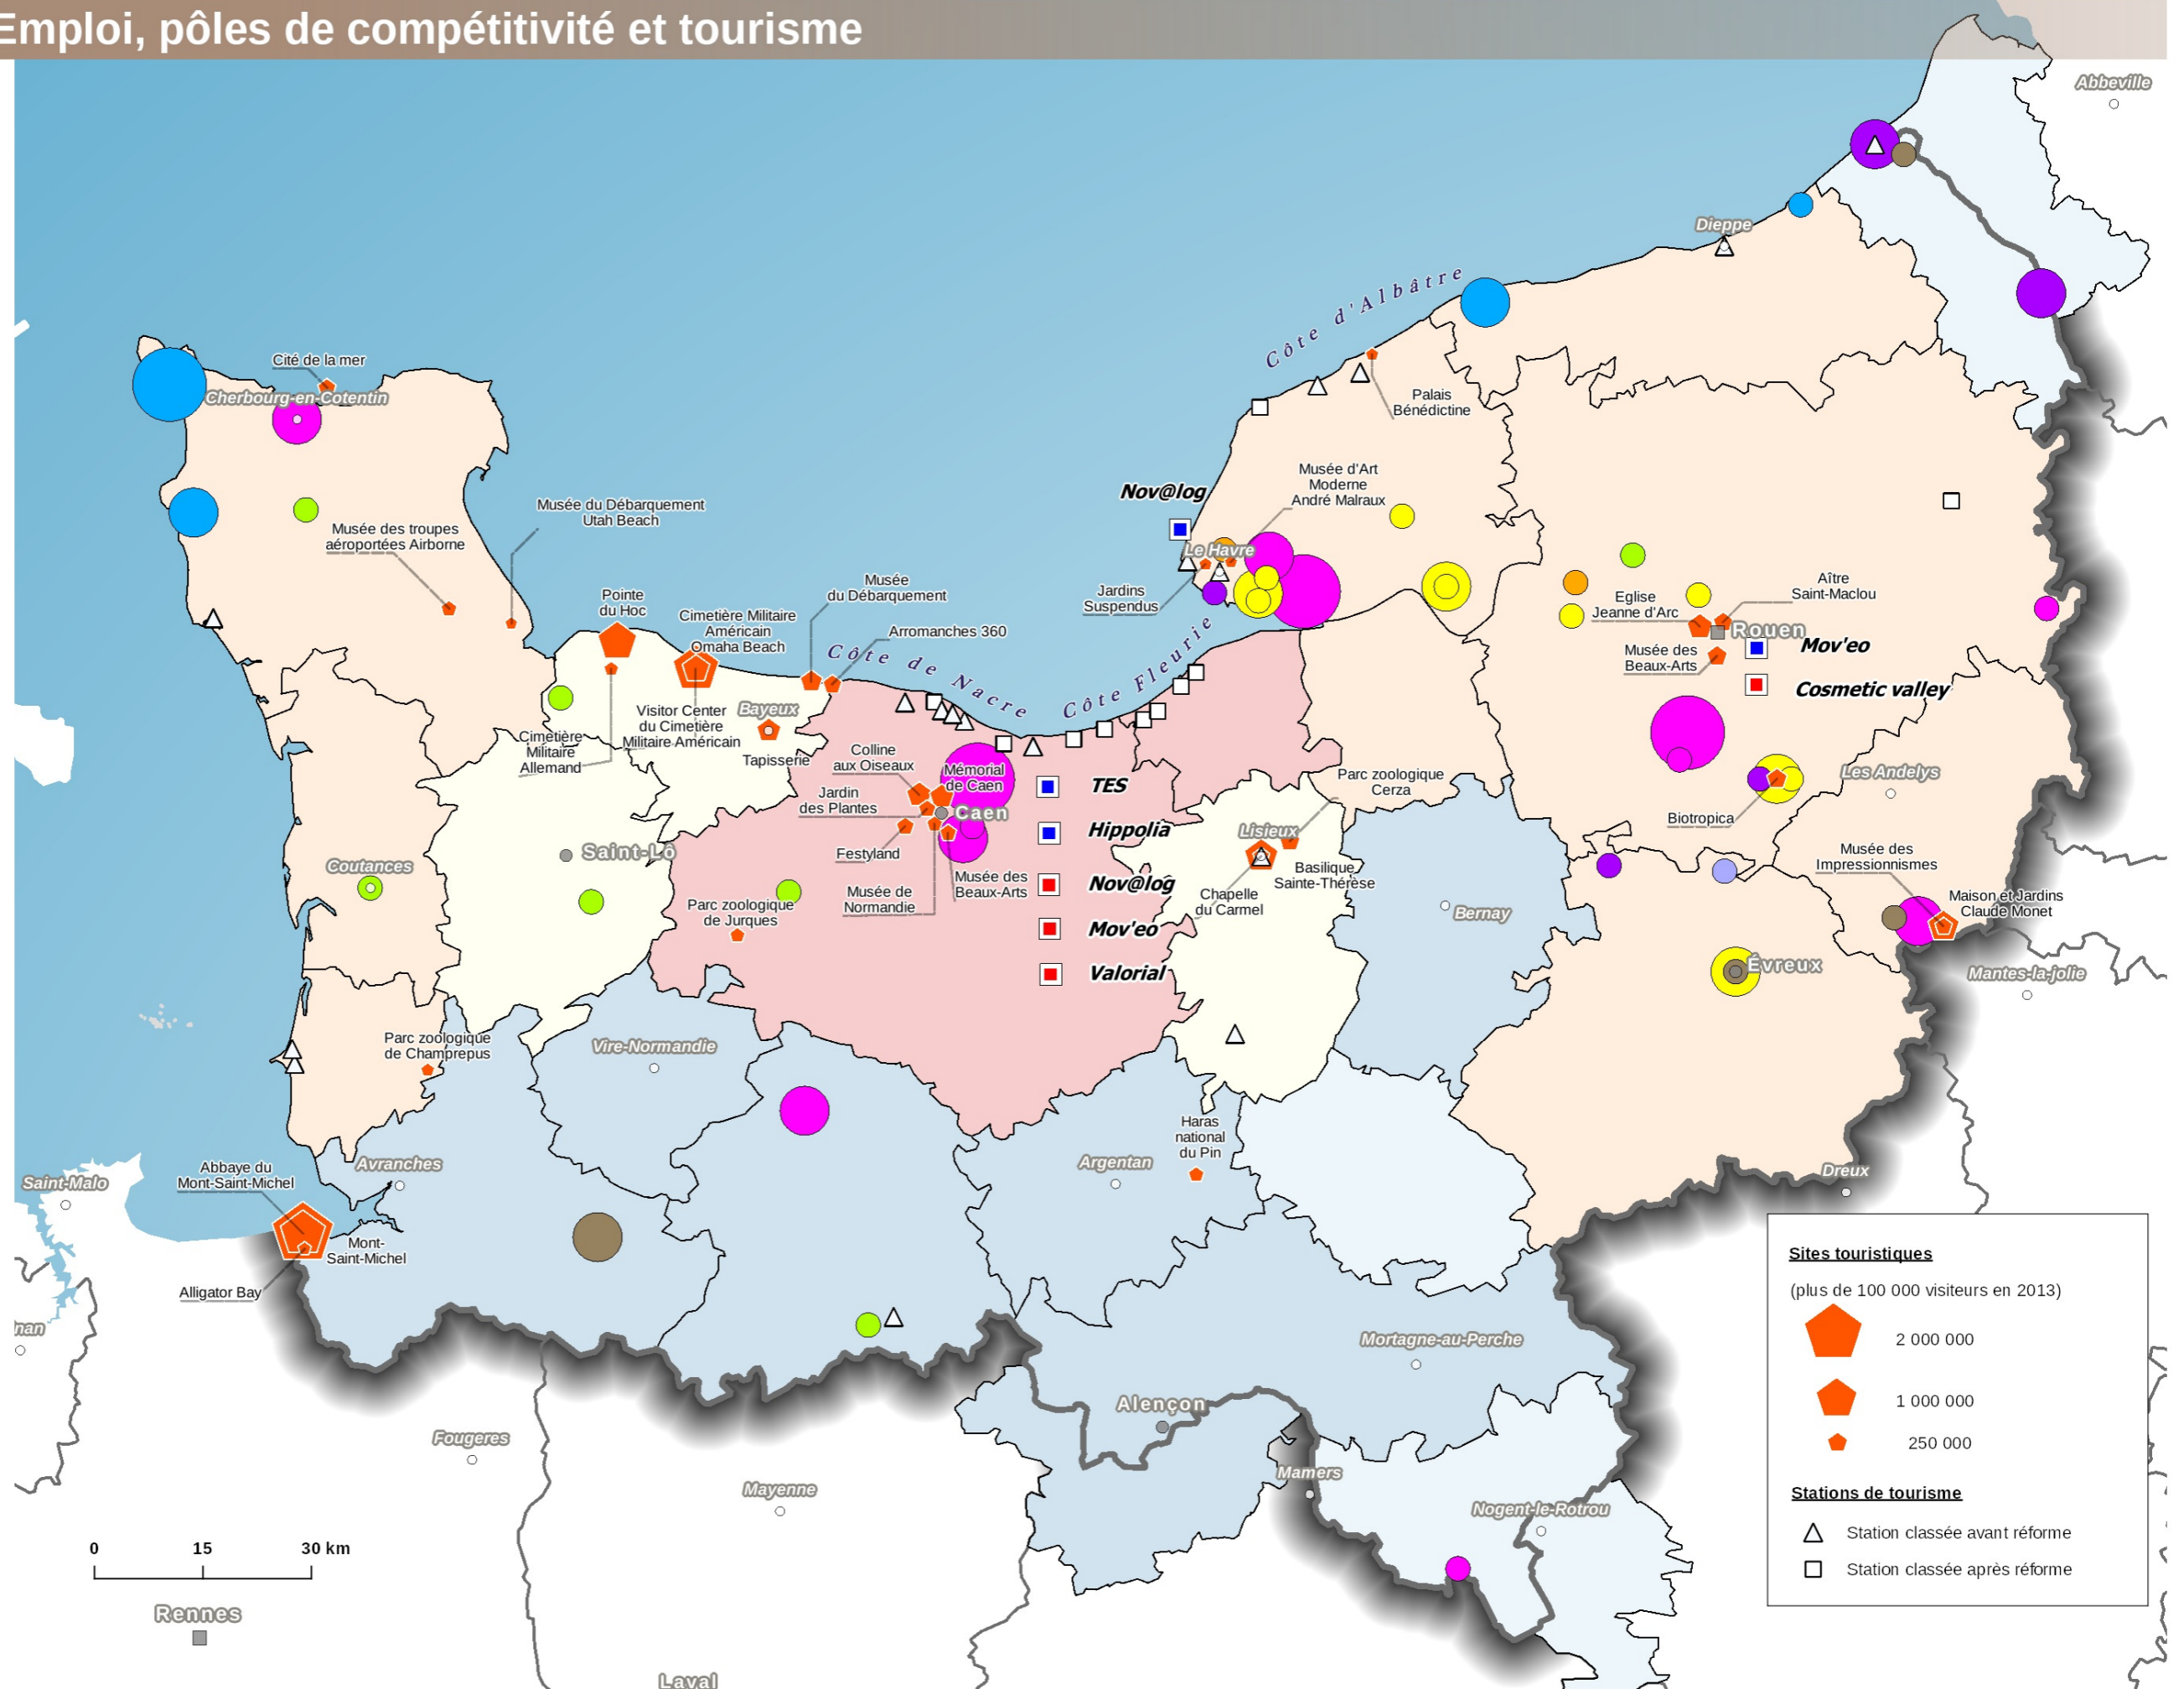 Emploi, pôles de compétitivité et tourisme
Abbeville
Dieppe
Côte d'Albâtre
Cité de la mer
Cherbourg-en-Cotentin
Palais
Bénédictine
Musée d'Art
Moderne
André Malraux
Nov@log
Le Havre
Jardins
Suspendus
Musée du Débarquement
Utah Beach
Musée des troupes
aéroportées Airborne
Pointe
du Hoc
Cimetière Militaire
Américain
Omaha Beach
Musée
du Débarquement
Arromanches 360
Côte de Nacre
Côte Fleurie
Aître
Saint-Maclou
Eglise
Jeanne d'Arc
Rouen
Musée des
Beaux-Arts
Mov'eo
Cosmetic valley
Visitor Center
du Cimetière
Militaire Américain
Bayeux
Tapisserie
Cimetière
Militaire
Allemand
Colline
aux Oiseaux
Mémorial
de Caen
Jardin
des Plantes
Caen
Festyland
Musée de
Normandie
Musée des
Beaux-Arts
TES
Hippolia
Nov@log
Mov'eo
Valorial
Parc zoologique
Cerza
Lisieux
Basilique
Sainte-Thérèse
Chapelle
du Carmel
Bernay
Les Andelys
Biotropica
Musée des
Impressionnismes
Maison et Jardins
Claude Monet
Mantes-la-jolie
Évreux
Saint-Lô
Coutances
Parc zoologique
de Jurques
Parc zoologique
de Champrepus
Vire-Normandie
Haras
national
du Pin
Argentan
Avranches
Abbaye du
Mont-Saint-Michel
Saint-Malo
Mont-
Saint-Michel
Alligator Bay
nan
Dreux
Mortagne-au-Perche
Alençon
Fougeres
Mayenne
Mamers
Nogent-le-Rotrou
0 15 30 km
Rennes
Laval
Sites touristiques
(plus de 100 000 visiteurs en 2013)
2 000 000
1 000 000
250 000
Stations de tourisme
Station classée avant réforme
Station classée après réforme